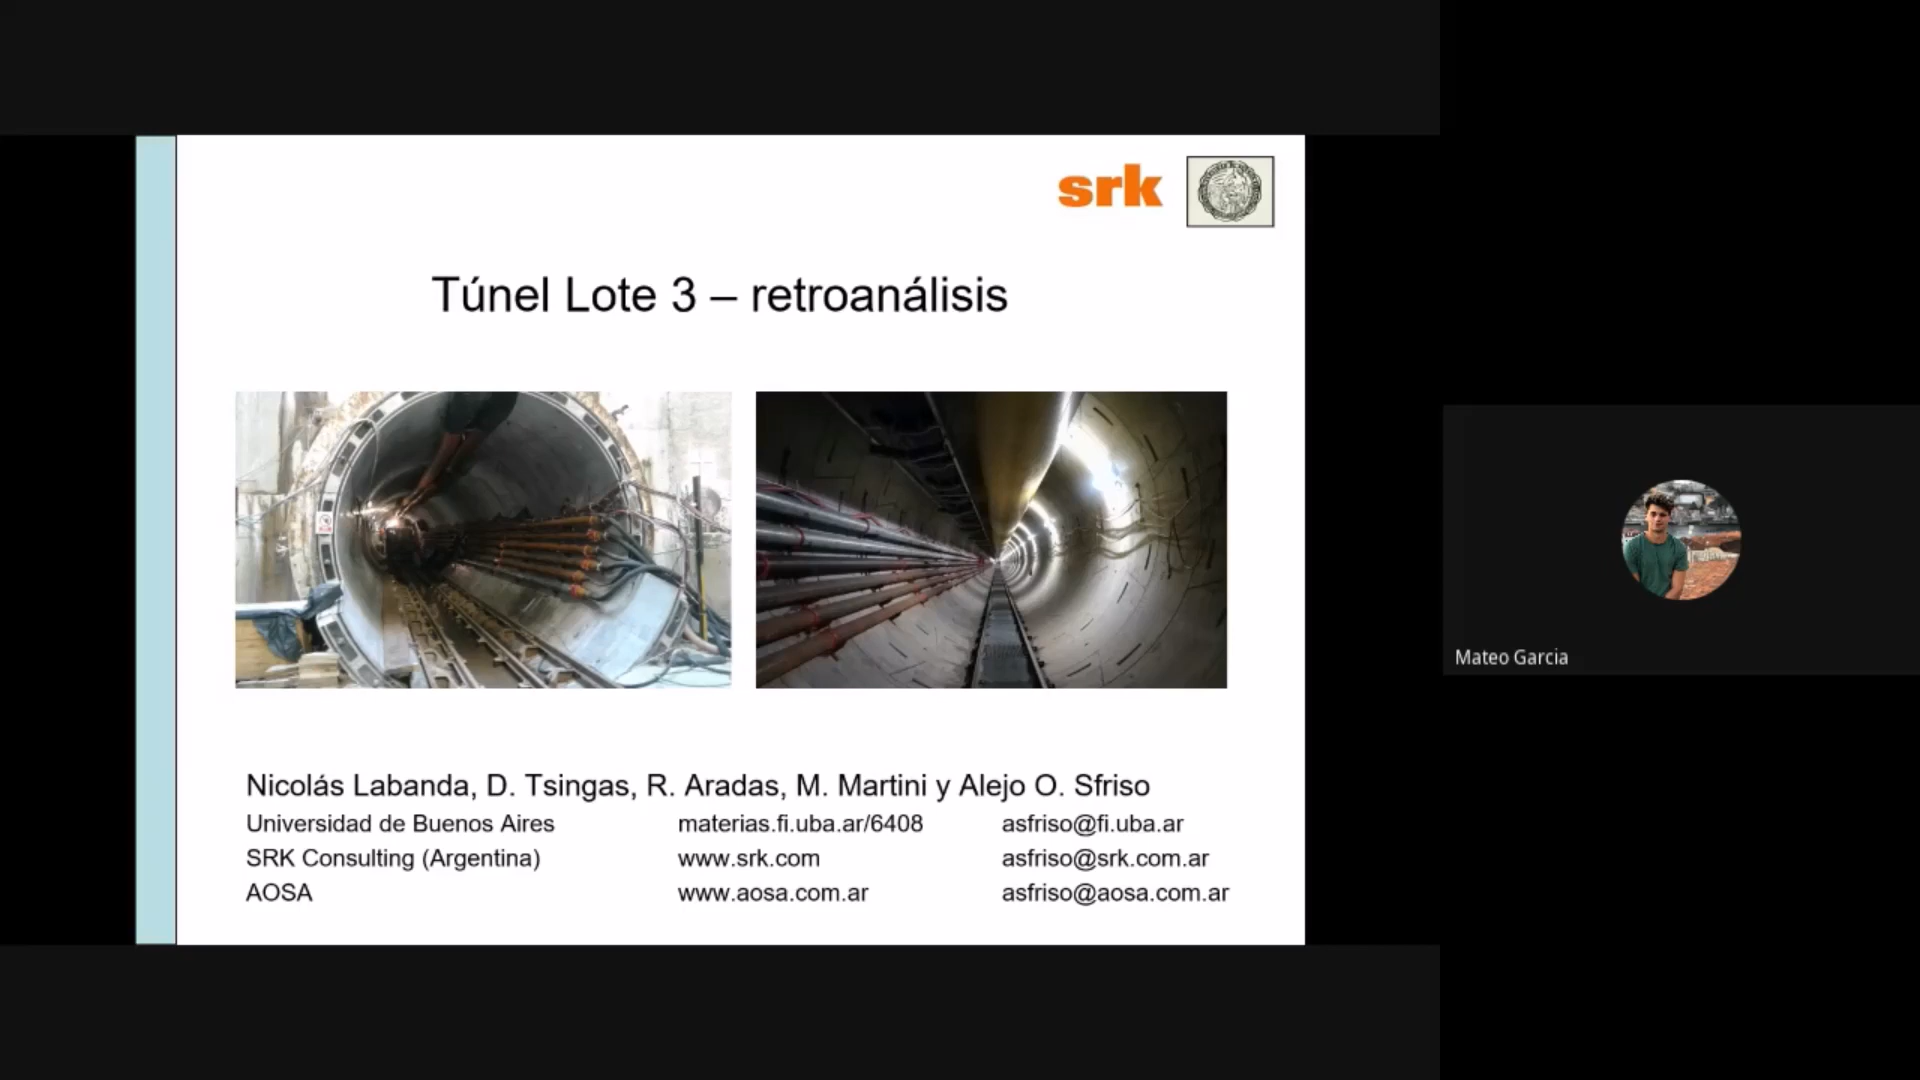 srk
Túnel Lote 3 – retroanálisis
Nicolás Labanda, D. Tsingas, R. Aradas, M. Martini y Alejo O. Sfriso
Universidad de Buenos Aires materias.fi.uba.ar/6408 asfriso@fi.uba.ar
SRK Consulting (Argentina) www.srk.com asfriso@srk.com.ar
AOSA www.aosa.com.ar asfriso@aosa.com.ar
Mateo Garcia